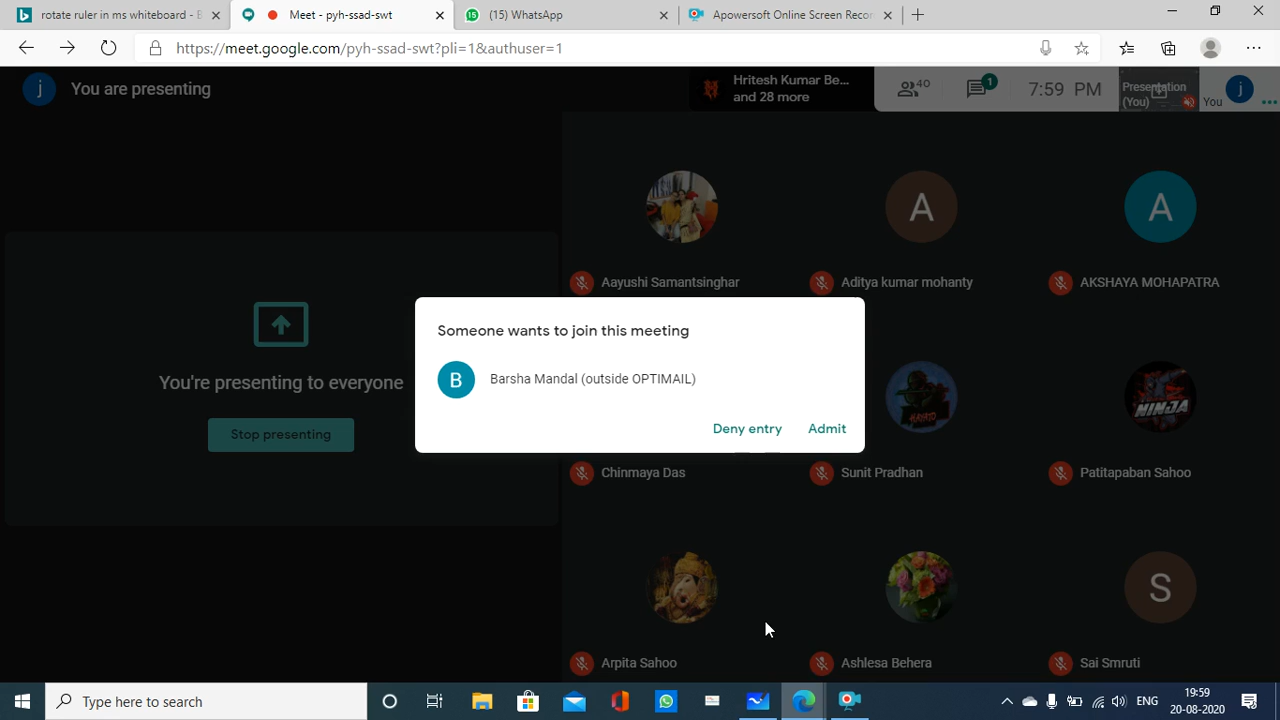 rotate ruler in ms whiteboard - B
Meet - pyh-ssad-swt
(15) WhatsApp
Apowersoft Online Screen Recor
https://meet.google.com/pyh-ssad-swt?pli=1&authuser=1
j
You are presenting
Hritesh Kumar Be...
and 28 more
40
1
7:59 PM
Presentation
(You)
You
j
A
A
Aayushi Samantsinghar
Aditya kumar mohanty
AKSHAYA MOHAPATRA
Someone wants to join this meeting
B
Barsha Mandal (outside OPTIMAIL)
Deny entry
Admit
You're presenting to everyone
Stop presenting
HAYATO
NINJA
Chinmaya Das
Sunit Pradhan
Patitapaban Sahoo
S
Arpita Sahoo
Ashlesa Behera
Sai Smruti
Type here to search
ENG
19:59
20-08-2020